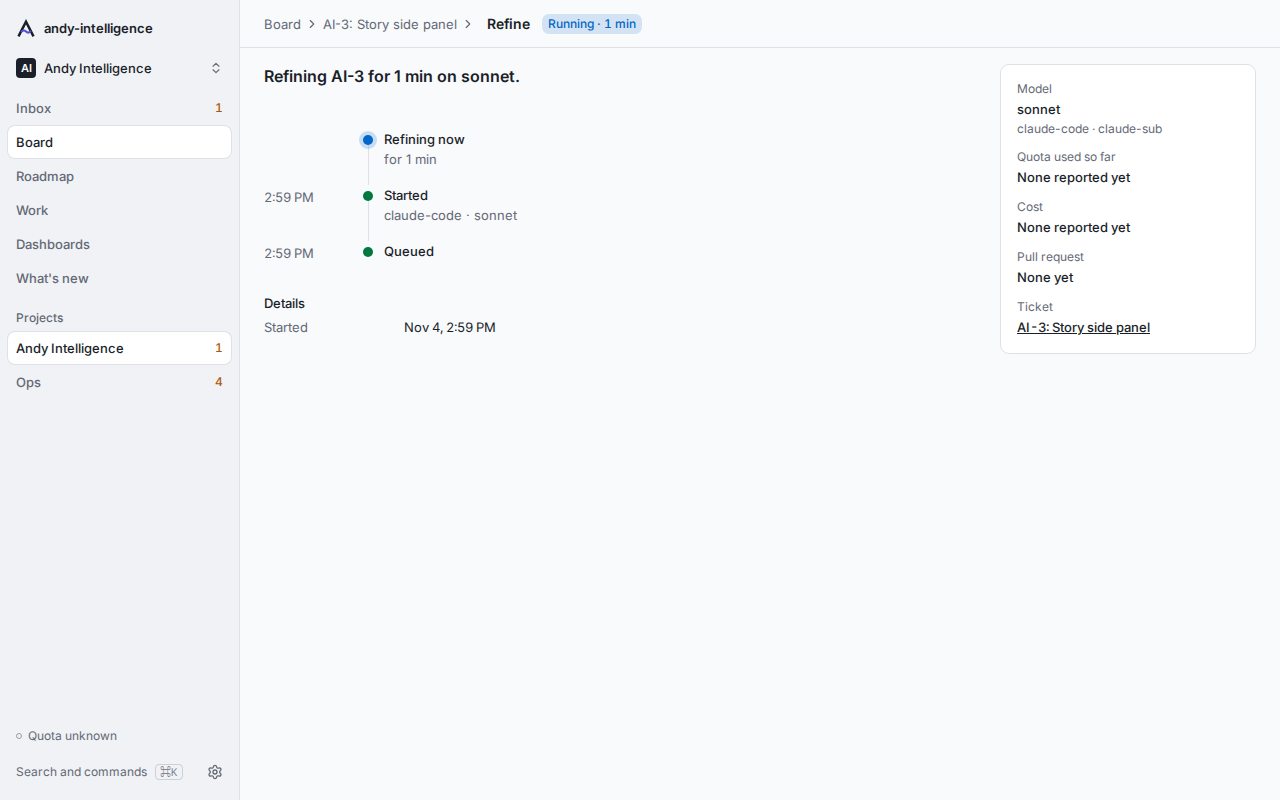 andy-intelligence
AI Andy Intelligence
Inbox 1
Board
Roadmap
Work
Dashboards
What's new
Projects
Andy Intelligence 1
Ops 4
Quota unknown
Search and commands ⌘K
Board > AI-3: Story side panel > Refine Running · 1 min
Refining AI-3 for 1 min on sonnet.
Refining now
for 1 min
2:59 PM Started
claude-code · sonnet
2:59 PM Queued
Details
Started Nov 4, 2:59 PM
Model
sonnet
claude-code · claude-sub
Quota used so far
None reported yet
Cost
None reported yet
Pull request
None yet
Ticket
AI-3: Story side panel